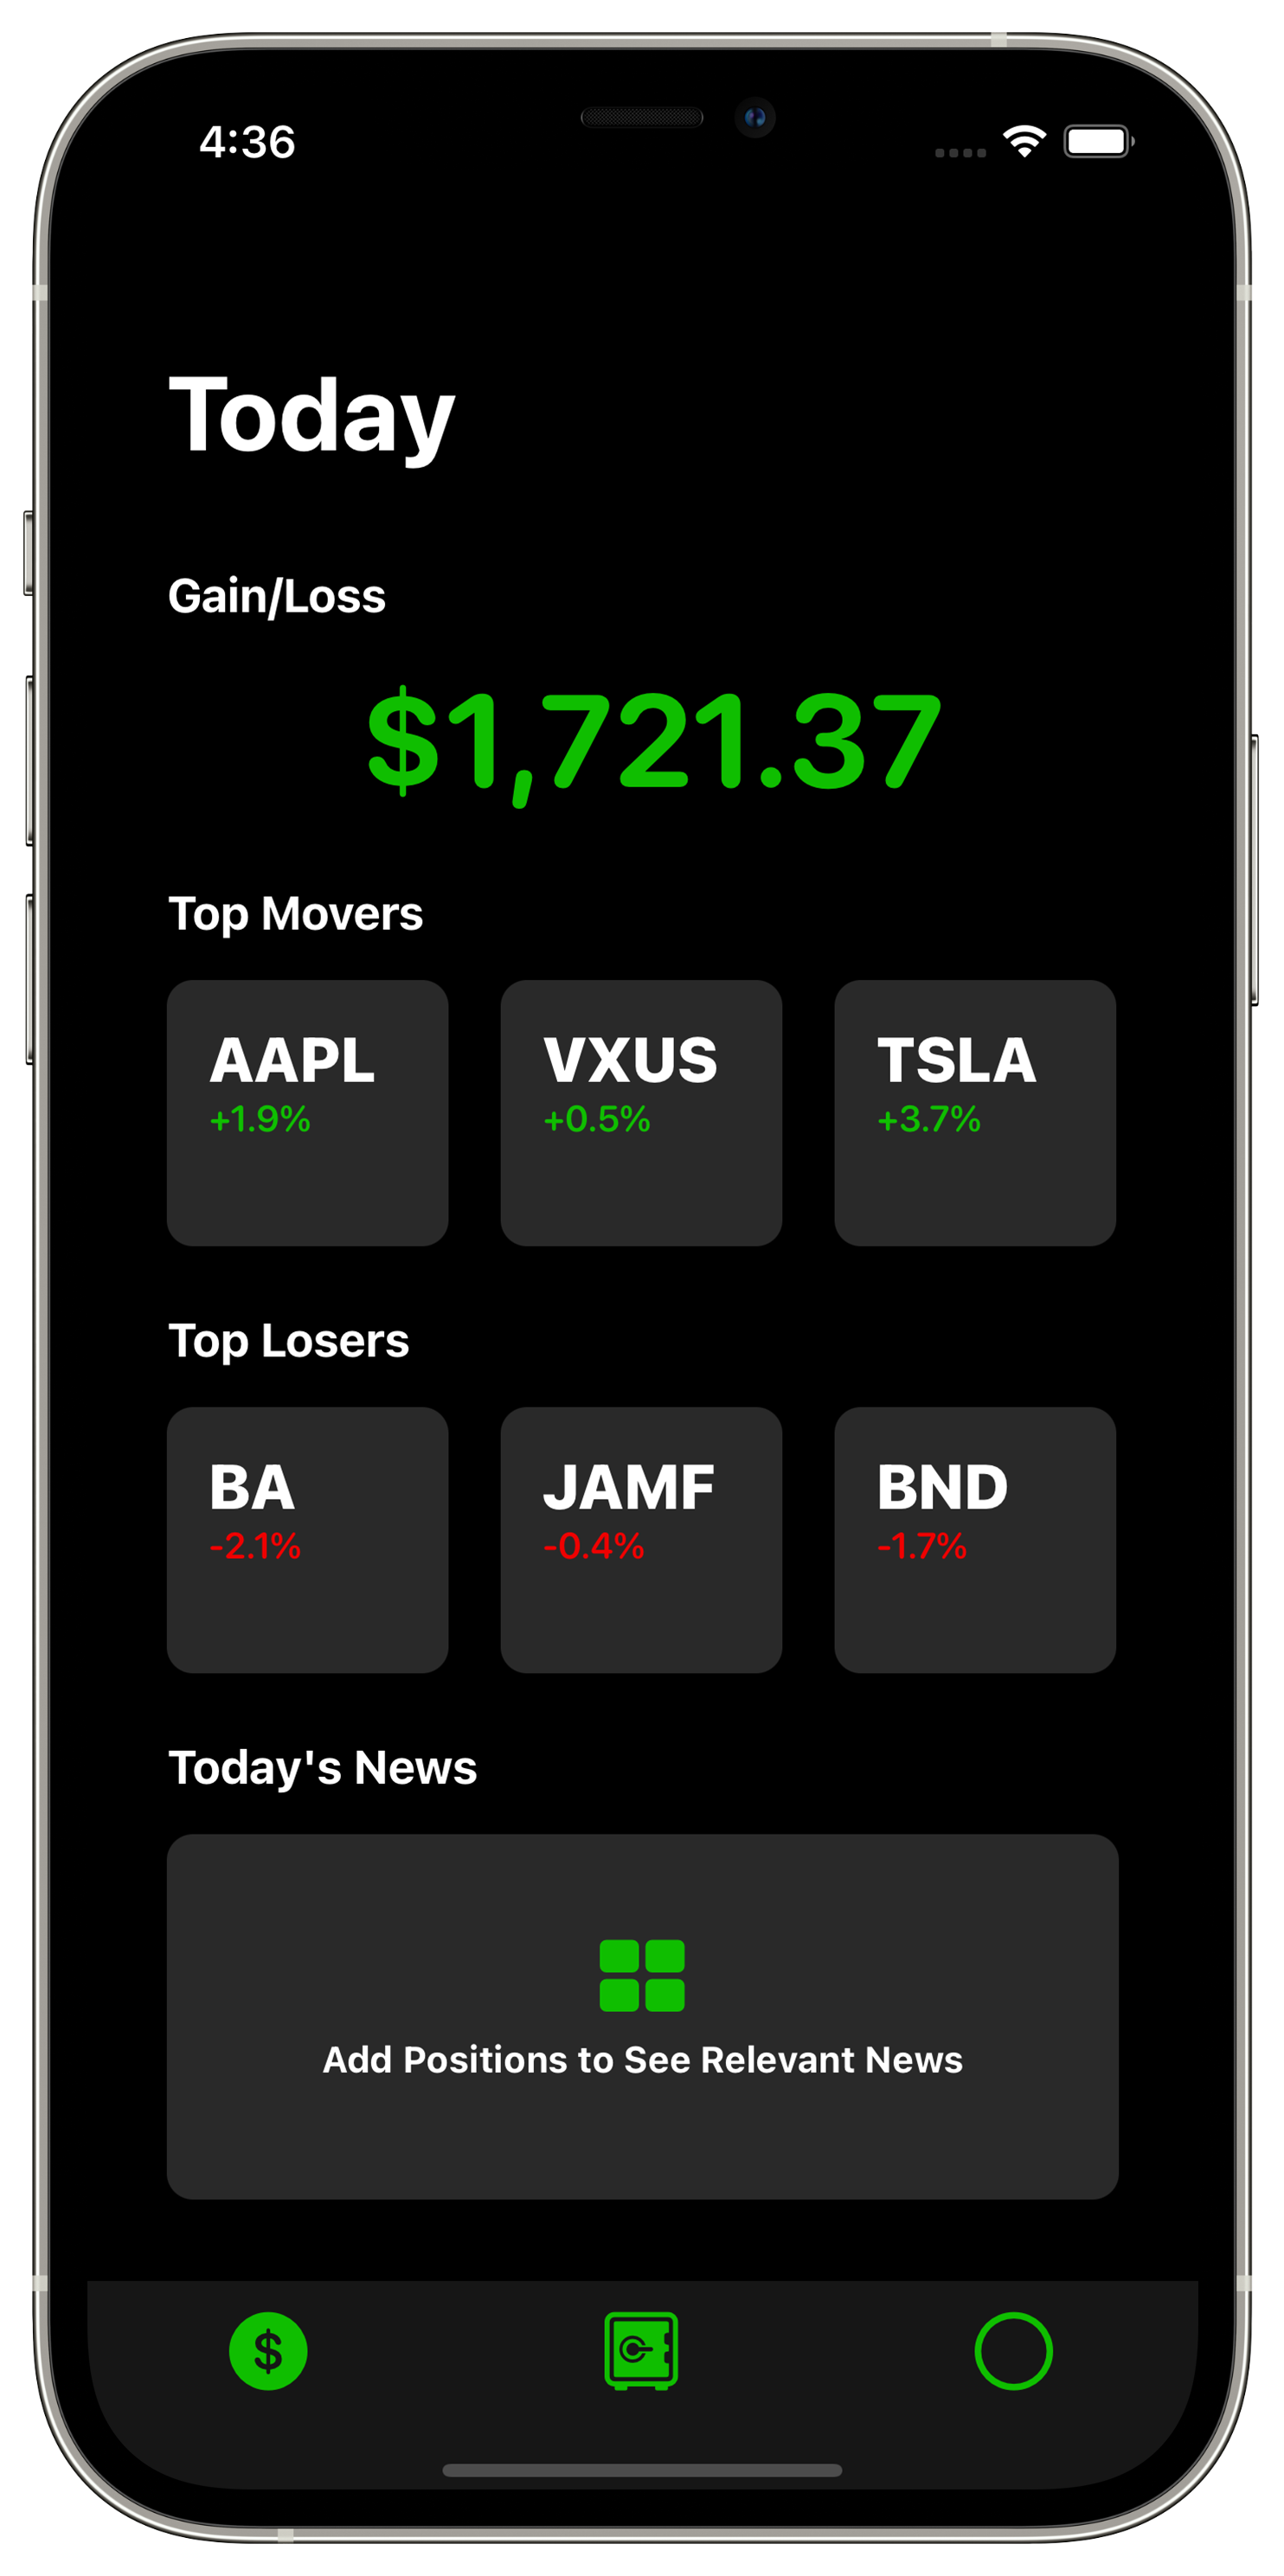 4:36
Today
Gain/Loss
$1,721.37
Top Movers
AAPL VXUS TSLA
+1.9% +0.5% +3.7%
Top Losers
BA JAMF BND
-2.1% -0.4% -1.7%
Today's News
Add Positions to See Relevant News
$